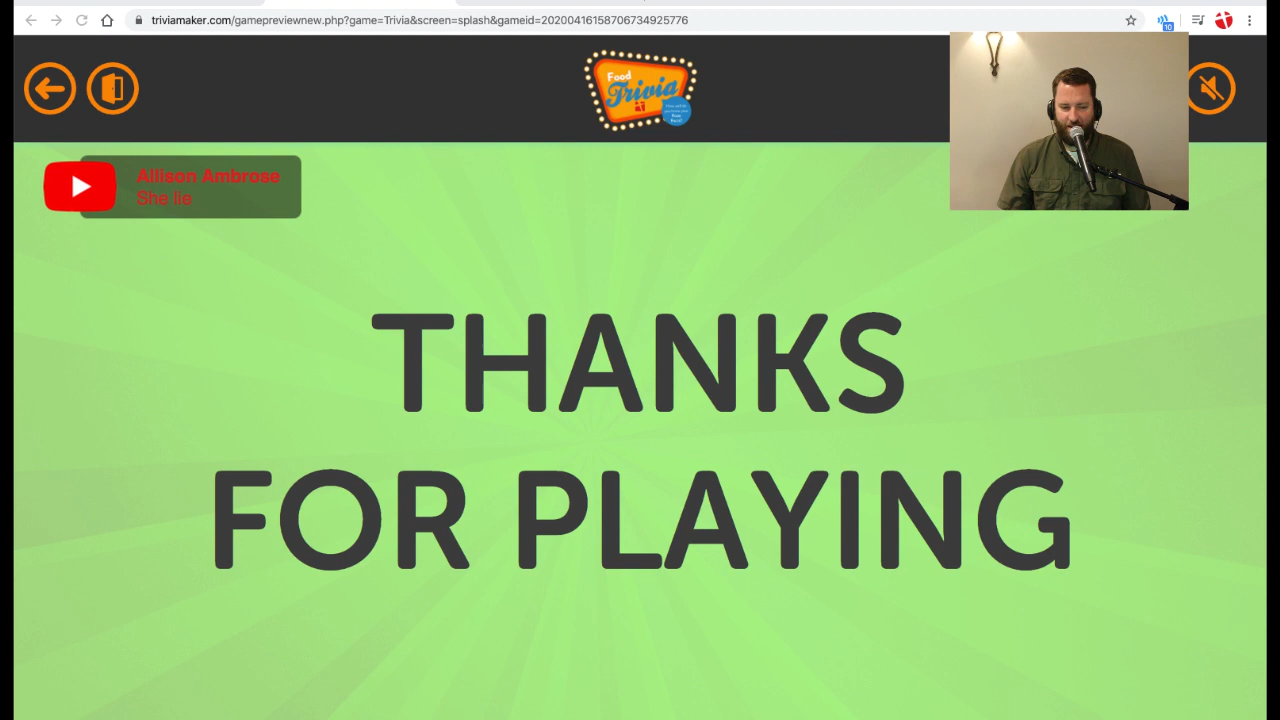 triviamaker.com/gamepreviewnew.php?game=Trivia&screen=splash&gameid=20200416158706734925776
10
Food
Trivia
Allison Ambrose
She lie
THANKS
FOR PLAYING